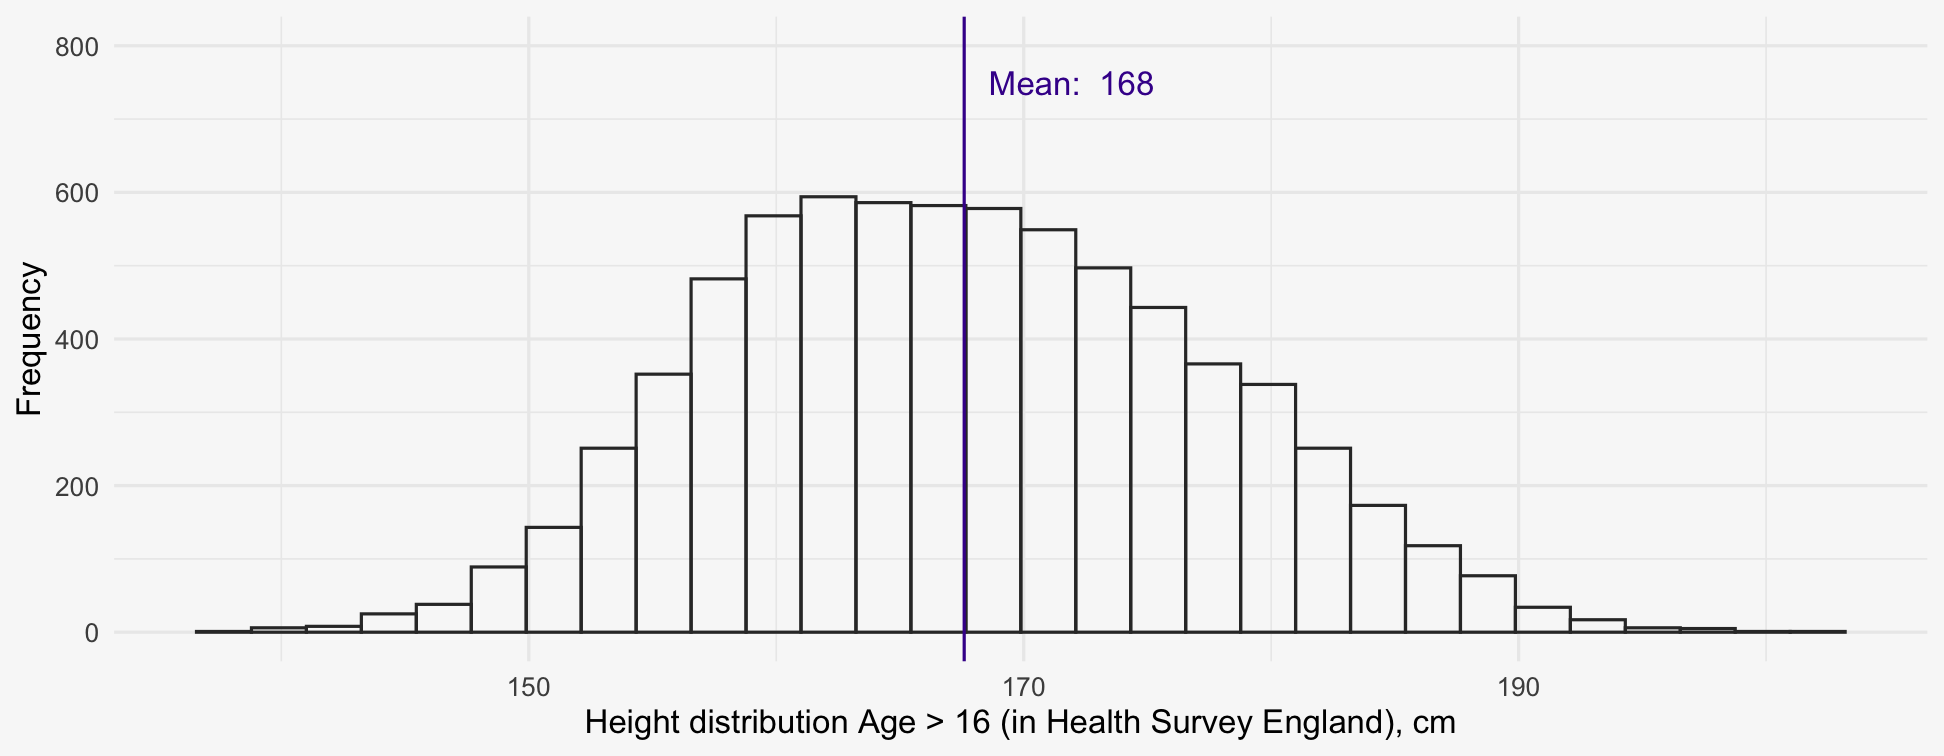 800
Mean: 168
600
Frequency
400
200
0
150 170 190
Height distribution Age > 16 (in Health Survey England), cm